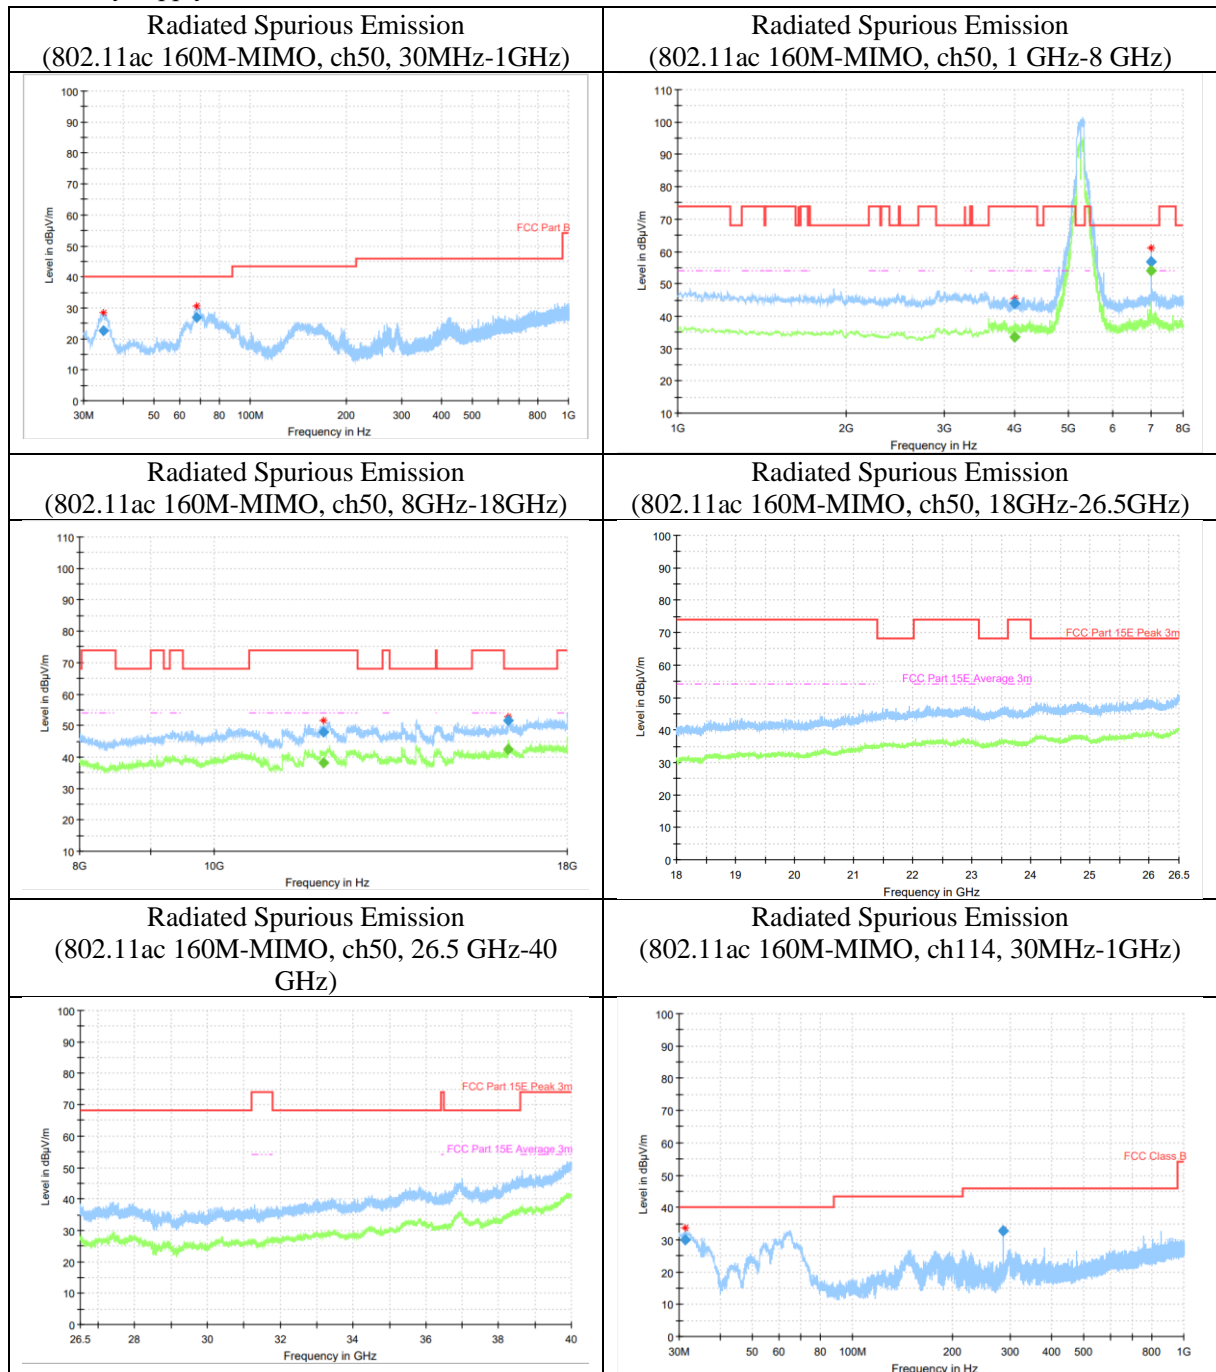 Radiated Spurious Emission
(802.11ac 160M-MIMO, ch50, 30MHz-1GHz)
Radiated Spurious Emission
(802.11ac 160M-MIMO, ch50, 1 GHz-8 GHz)
100
90
80
70
60
50
40
30
20
10
0
Level in dBµV/m
FCC Part B
30M 50 60 80 100M 200 300 400 500 800 1G
Frequency in Hz
110
100
90
80
70
60
50
40
30
20
10
Level in dBµV/m
1G 2G 3G 4G 5G 6 7 8G
Frequency in Hz
Radiated Spurious Emission
(802.11ac 160M-MIMO, ch50, 8GHz-18GHz)
Radiated Spurious Emission
(802.11ac 160M-MIMO, ch50, 18GHz-26.5GHz)
110
100
90
80
70
60
50
40
30
20
10
Level in dBµV/m
8G 10G 18G
Frequency in Hz
100
90
80
70
60
50
40
30
20
10
0
Level in dBµV/m
FCC Part 15E Peak 3m
FCC Part 15E Average 3m
18 19 20 21 22 23 24 25 26 26.5
Frequency in GHz
Radiated Spurious Emission
(802.11ac 160M-MIMO, ch50, 26.5 GHz-40
GHz)
Radiated Spurious Emission
(802.11ac 160M-MIMO, ch114, 30MHz-1GHz)
100
90
80
70
60
50
40
30
20
10
0
Level in dBµV/m
FCC Part 15E Peak 3m
FCC Part 15E Average 3m
26.5 28 30 32 34 36 38 40
Frequency in GHz
100
90
80
70
60
50
40
30
20
10
0
Level in dBµV/m
FCC Class B
30M 50 60 80 100M 200 300 400 500 800 1G
Frequency in Hz